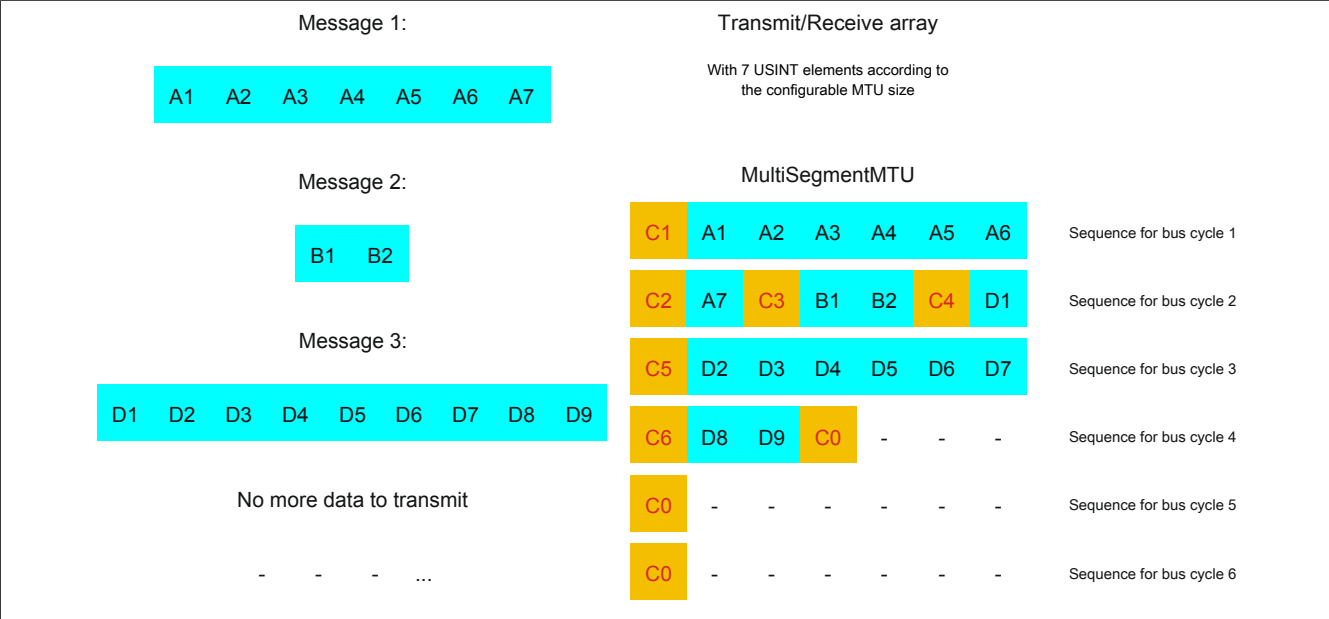 Message 1:
A1 A2 A3 A4 A5 A6 A7
Message 2:
B1 B2
Message 3:
D1 D2 D3 D4 D5 D6 D7 D8 D9
No more data to transmit
- - - ...
Transmit/Receive array
With 7 USINT elements according to
the configurable MTU size
MultiSegmentMTU
C1 A1 A2 A3 A4 A5 A6 Sequence for bus cycle 1
C2 A7 C3 B1 B2 C4 D1 Sequence for bus cycle 2
C5 D2 D3 D4 D5 D6 D7 Sequence for bus cycle 3
C6 D8 D9 C0 - - - Sequence for bus cycle 4
C0 - - - - - - Sequence for bus cycle 5
C0 - - - - - - Sequence for bus cycle 6